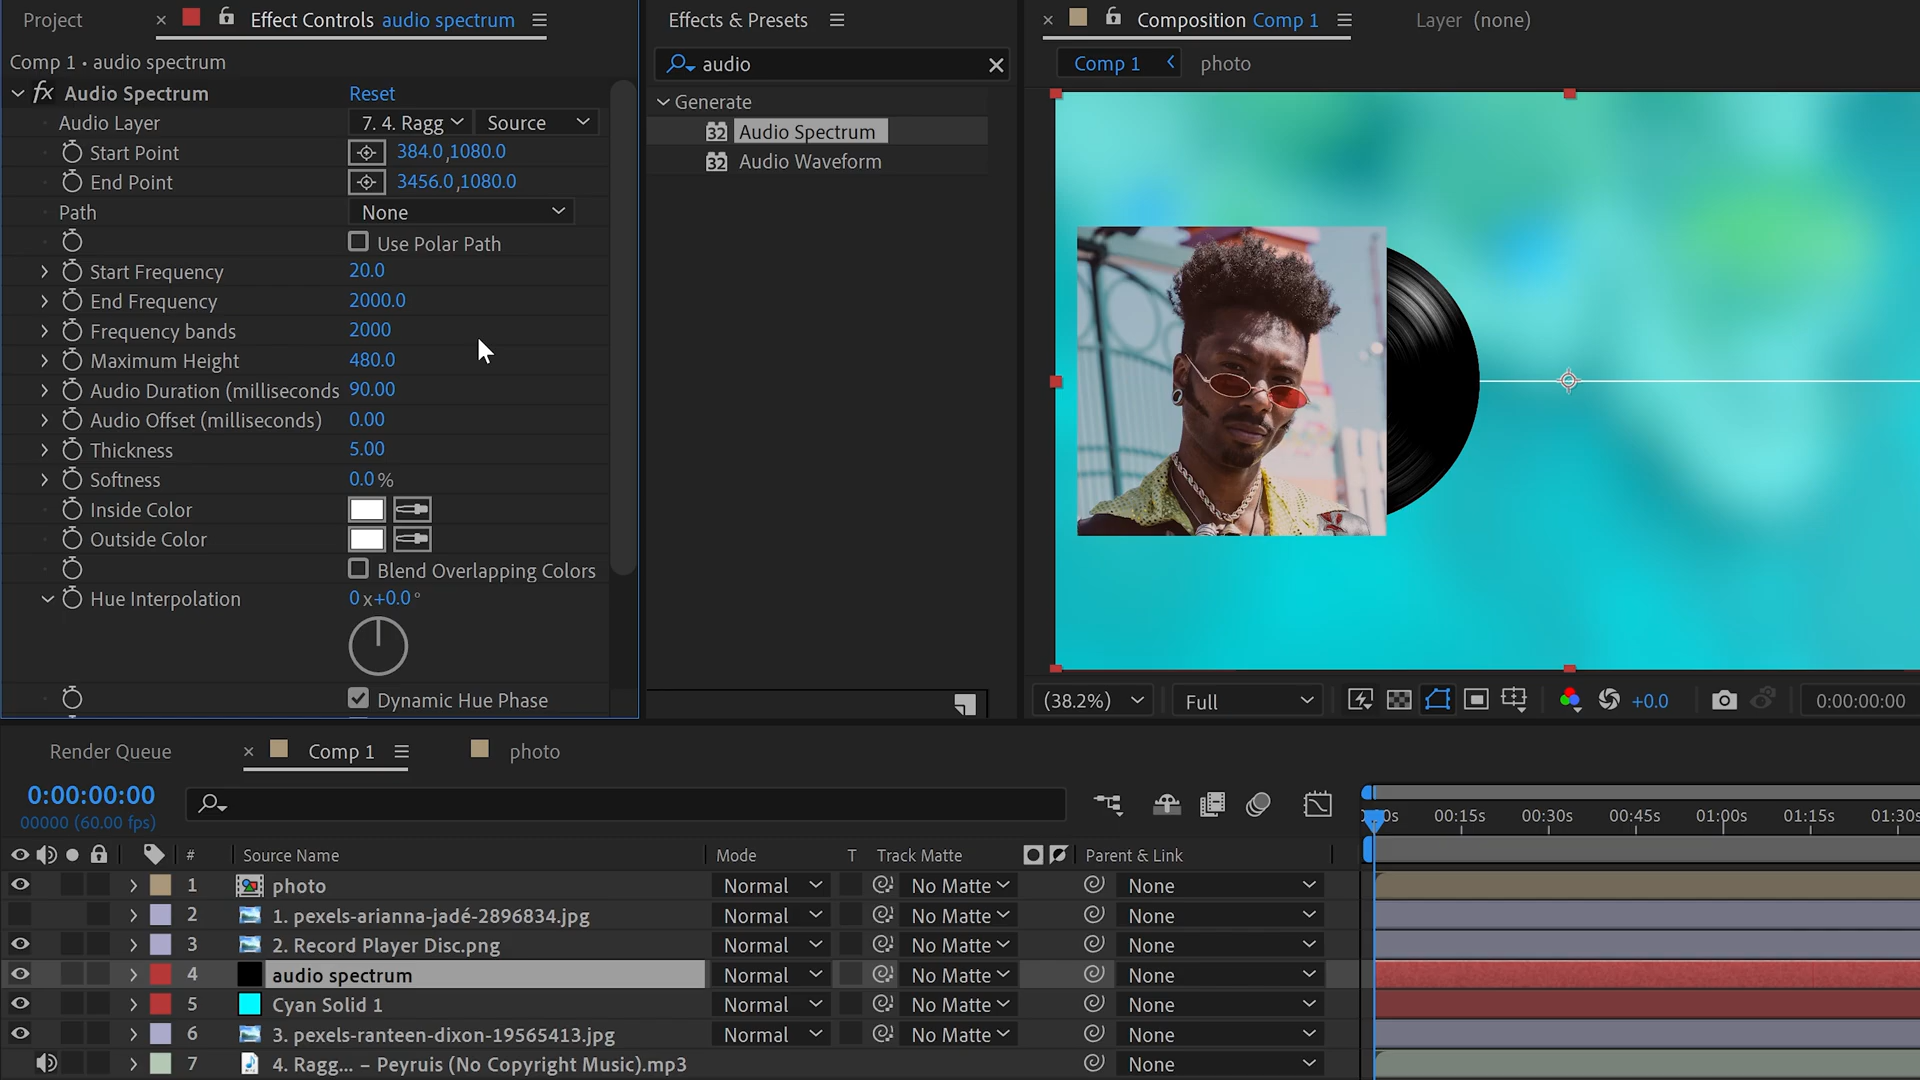 Project
Effect Controls audio spectrum
Comp 1 • audio spectrum
fx Audio Spectrum Reset
Audio Layer 7. 4. Ragg Source
Start Point 384.0,1080.0
End Point 3456.0,1080.0
Path None
Use Polar Path
Start Frequency 20.0
End Frequency 2000.0
Frequency bands 2000
Maximum Height 480.0
Audio Duration (milliseconds 90.00
Audio Offset (milliseconds) 0.00
Thickness 5.00
Softness 0.0 %
Inside Color
Outside Color
Blend Overlapping Colors
Hue Interpolation 0 x+0.0 °
Dynamic Hue Phase
Effects & Presets
audio
Generate
32 Audio Spectrum
32 Audio Waveform
Composition Comp 1
Layer (none)
Comp 1 photo
(38.2%) Full +0.0 0:00:00:00
Render Queue Comp 1 photo
0:00:00:00
00000 (60.00 fps)
00:15s 00:30s 00:45s 01:00s 01:15s 01:30s
# Source Name Mode T Track Matte Parent & Link
1 photo Normal No Matte None
2 1. pexels-arianna-jadé-2896834.jpg Normal No Matte None
3 2. Record Player Disc.png Normal No Matte None
4 audio spectrum Normal No Matte None
5 Cyan Solid 1 Normal No Matte None
6 3. pexels-ranteen-dixon-19565413.jpg Normal No Matte None
7 4. Ragg... – Peyruis (No Copyright Music).mp3 None